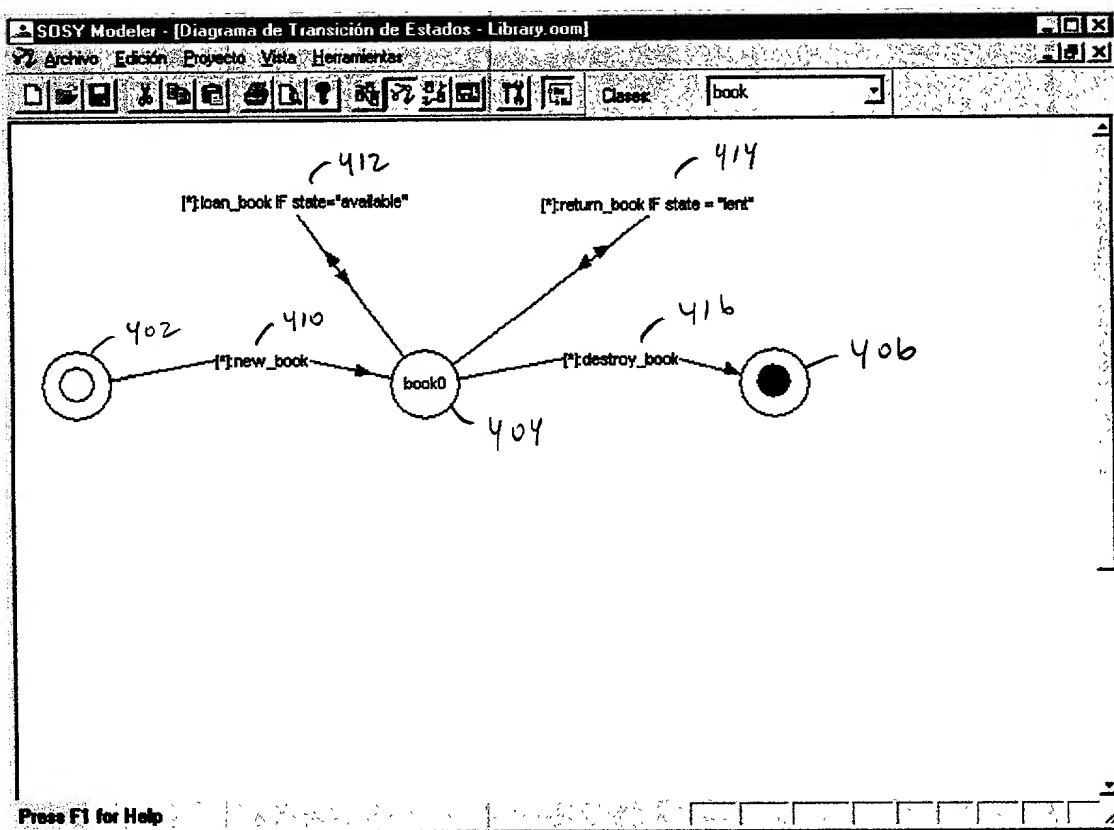 SOSY Modeler - [Diagrama de Transición de Estados - Library.oom]
Archivo Edición Proyecto Vista Herramientas
Clases: book
412
414
[*]:loan_book IF state="available"
[*]:return_book IF state = "lent"
402
410
416
406
[*]:new_book
book0
[*]:destroy_book
404
Press F1 for Help